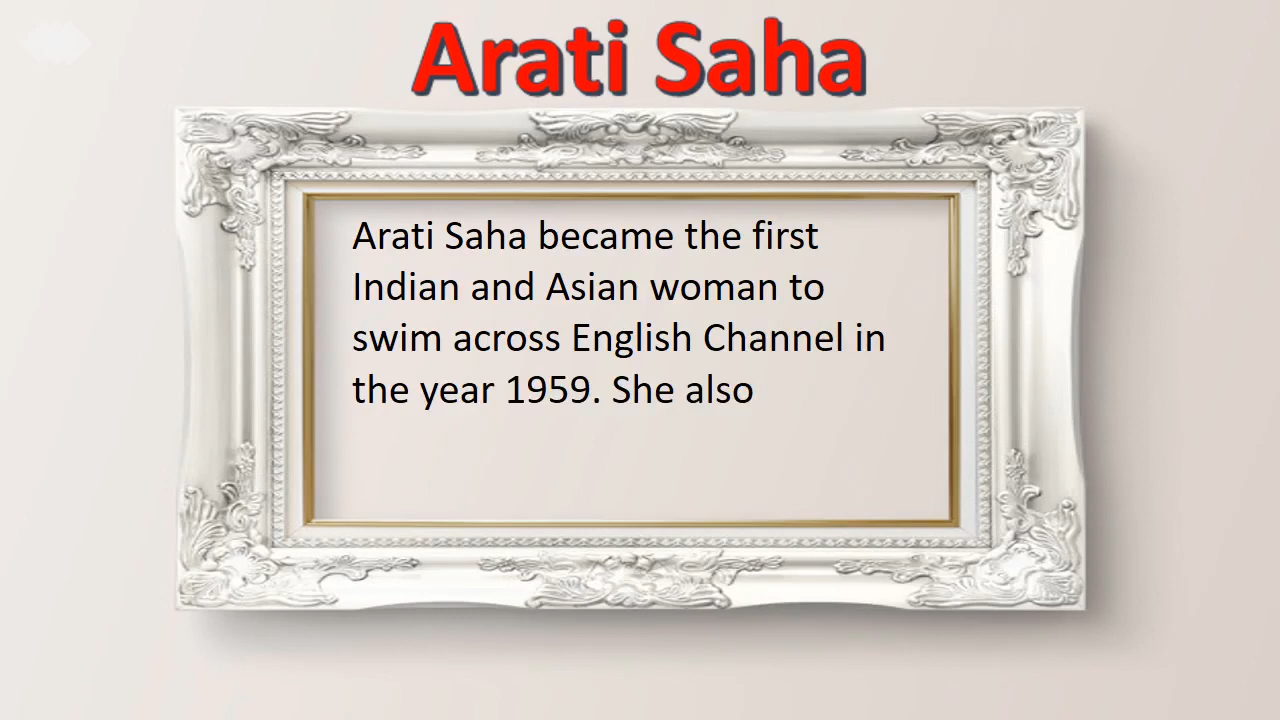 Arati Saha
Arati Saha became the first
Indian and Asian woman to
swim across English Channel in
the year 1959. She also